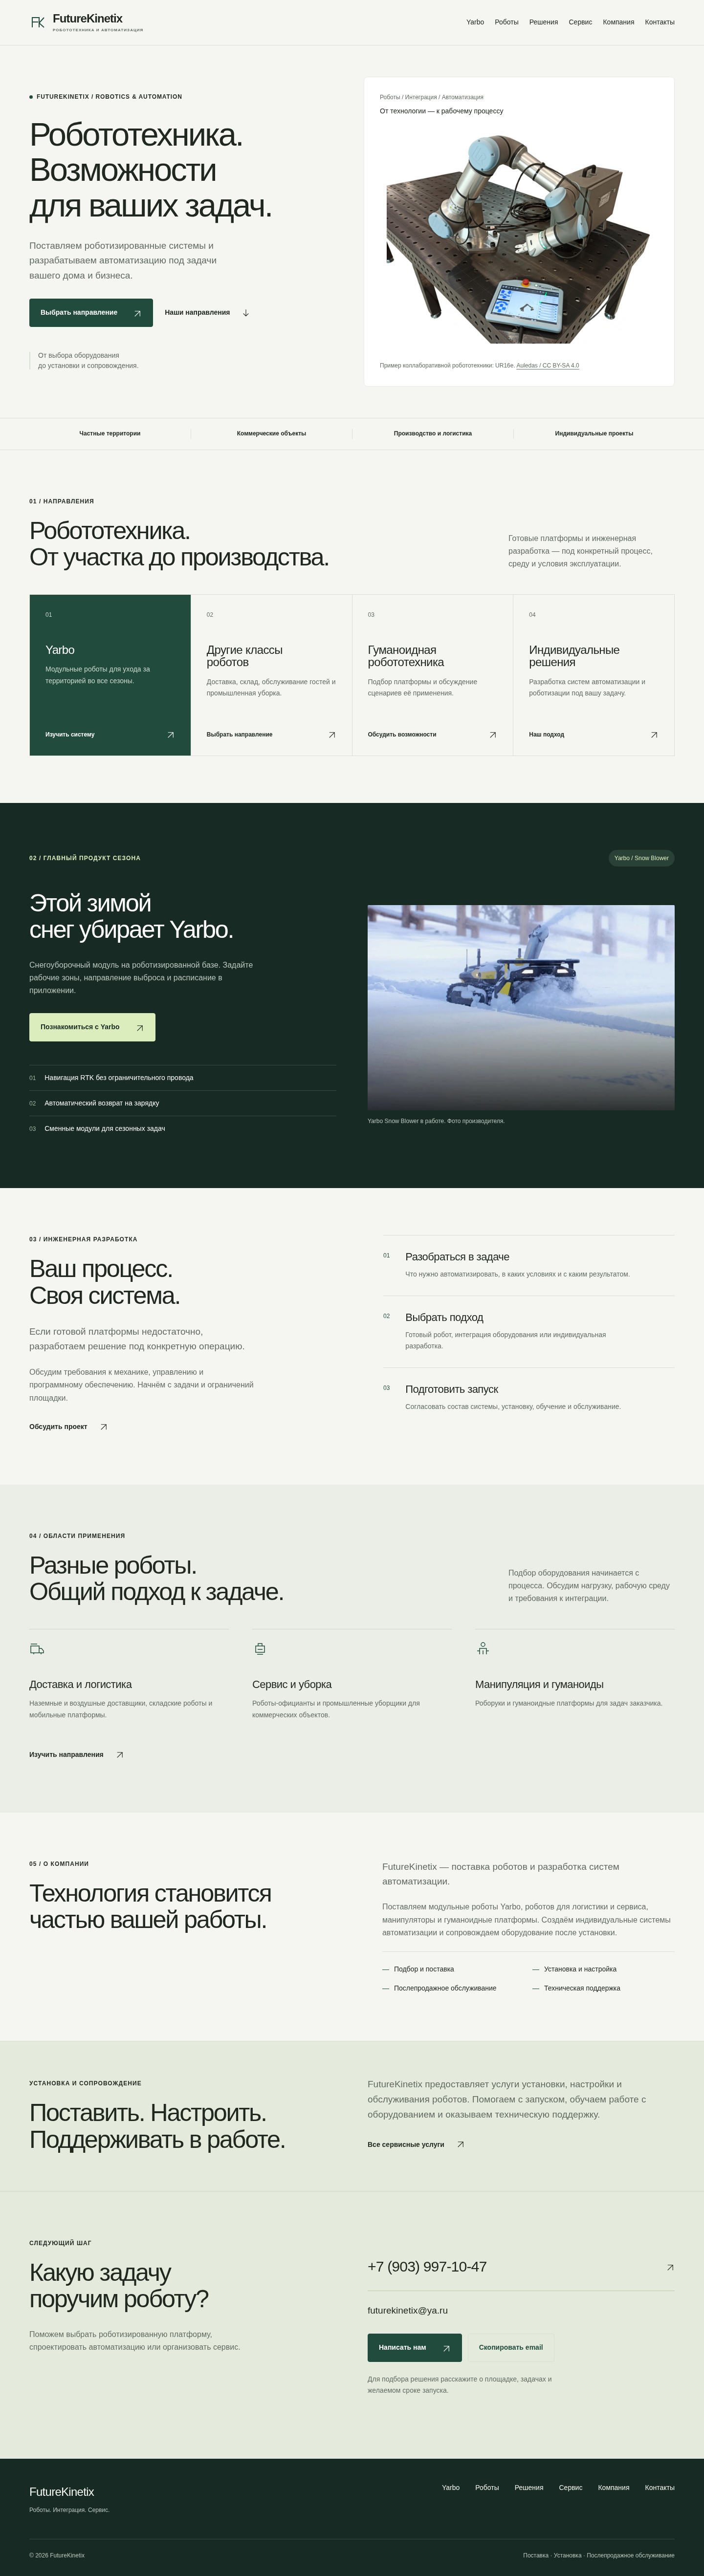 FutureKinetix
РОБОТОТЕХНИКА И АВТОМАТИЗАЦИЯ
Yarbo Роботы Решения Сервис Компания Контакты
FUTUREKINETIX / ROBOTICS & AUTOMATION
Робототехника.
Возможности
для ваших задач.
Поставляем роботизированные системы и
разрабатываем автоматизацию под задачи
вашего дома и бизнеса.
Выбрать направление
Наши направления
От выбора оборудования
до установки и сопровождения.
Роботы / Интеграция / Автоматизация
От технологии — к рабочему процессу
Пример коллаборативной робототехники: UR16e. Auledas / CC BY-SA 4.0
Частные территории
Коммерческие объекты
Производство и логистика
Индивидуальные проекты
01 / НАПРАВЛЕНИЯ
Робототехника.
От участка до производства.
Готовые платформы и инженерная
разработка — под конкретный процесс,
среду и условия эксплуатации.
01
Yarbo
Модульные роботы для ухода за
территорией во все сезоны.
Изучить систему
02
Другие классы
роботов
Доставка, склад, обслуживание гостей и
промышленная уборка.
Выбрать направление
03
Гуманоидная
робототехника
Подбор платформы и обсуждение
сценариев её применения.
Обсудить возможности
04
Индивидуальные
решения
Разработка систем автоматизации и
роботизации под вашу задачу.
Наш подход
02 / ГЛАВНЫЙ ПРОДУКТ СЕЗОНА
Yarbo / Snow Blower
Этой зимой
снег убирает Yarbo.
Снегоуборочный модуль на роботизированной базе. Задайте
рабочие зоны, направление выброса и расписание в
приложении.
Познакомиться с Yarbo
01 Навигация RTK без ограничительного провода
02 Автоматический возврат на зарядку
03 Сменные модули для сезонных задач
Yarbo Snow Blower в работе. Фото производителя.
03 / ИНЖЕНЕРНАЯ РАЗРАБОТКА
Ваш процесс.
Своя система.
Если готовой платформы недостаточно,
разработаем решение под конкретную операцию.
Обсудим требования к механике, управлению и
программному обеспечению. Начнём с задачи и ограничений
площадки.
Обсудить проект
01 Разобраться в задаче
Что нужно автоматизировать, в каких условиях и с каким результатом.
02 Выбрать подход
Готовый робот, интеграция оборудования или индивидуальная
разработка.
03 Подготовить запуск
Согласовать состав системы, установку, обучение и обслуживание.
04 / ОБЛАСТИ ПРИМЕНЕНИЯ
Разные роботы.
Общий подход к задаче.
Подбор оборудования начинается с
процесса. Обсудим нагрузку, рабочую среду
и требования к интеграции.
Доставка и логистика
Наземные и воздушные доставщики, складские роботы и
мобильные платформы.
Сервис и уборка
Роботы-официанты и промышленные уборщики для
коммерческих объектов.
Манипуляция и гуманоиды
Роборуки и гуманоидные платформы для задач заказчика.
Изучить направления
05 / О КОМПАНИИ
Технология становится
частью вашей работы.
FutureKinetix — поставка роботов и разработка систем
автоматизации.
Поставляем модульные роботы Yarbo, роботов для логистики и сервиса,
манипуляторы и гуманоидные платформы. Создаём индивидуальные системы
автоматизации и сопровождаем оборудование после установки.
— Подбор и поставка
— Установка и настройка
— Послепродажное обслуживание
— Техническая поддержка
УСТАНОВКА И СОПРОВОЖДЕНИЕ
Поставить. Настроить.
Поддерживать в работе.
FutureKinetix предоставляет услуги установки, настройки и
обслуживания роботов. Помогаем с запуском, обучаем работе с
оборудованием и оказываем техническую поддержку.
Все сервисные услуги
СЛЕДУЮЩИЙ ШАГ
Какую задачу
поручим роботу?
Поможем выбрать роботизированную платформу,
спроектировать автоматизацию или организовать сервис.
+7 (903) 997-10-47
futurekinetix@ya.ru
Написать нам
Скопировать email
Для подбора решения расскажите о площадке, задачах и
желаемом сроке запуска.
FutureKinetix
Роботы. Интеграция. Сервис.
Yarbo Роботы Решения Сервис Компания Контакты
© 2026 FutureKinetix
Поставка · Установка · Послепродажное обслуживание